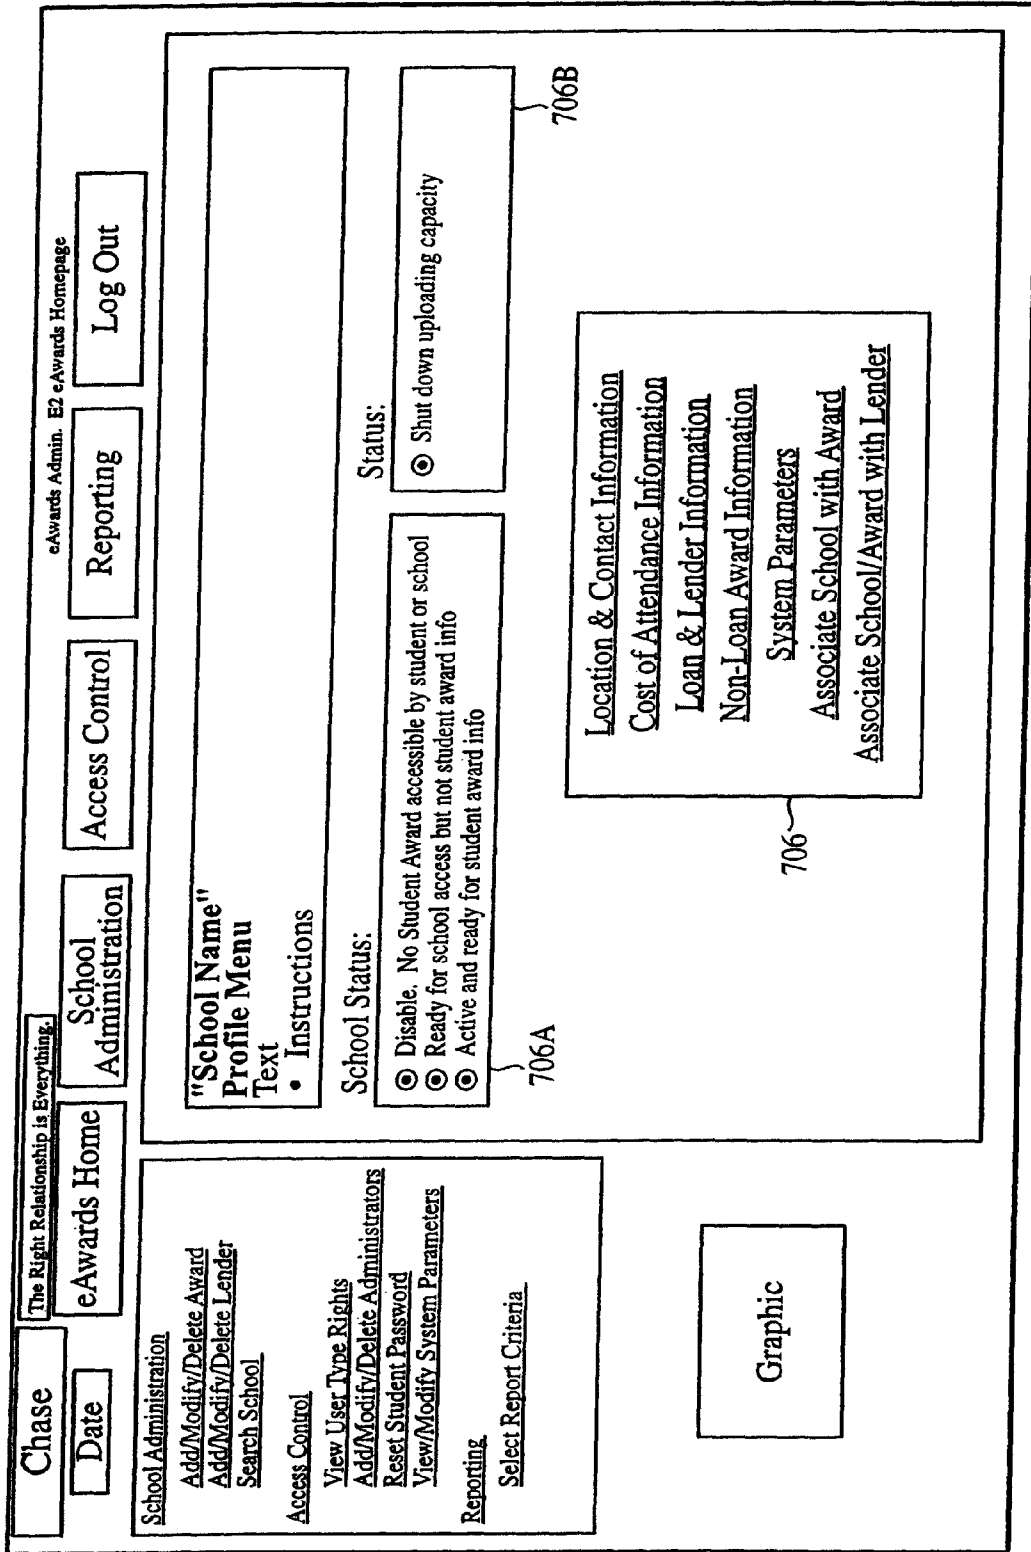 Chase
The Right Relationship is Everything.
eAwards Admin. E2 eAwards Homepage
Date
eAwards Home
School
Administration
Access Control
Reporting
Log Out
School Administration
Add/Modify/Delete Award
Add/Modify/Delete Lender
Search School
Access Control
View User Type Rights
Add/Modify/Delete Administrators
Reset Student Password
View/Modify System Parameters
Reporting
Select Report Criteria
Graphic
"School Name"
Profile Menu
Text
• Instructions
School Status:
Disable. No Student Award accessible by student or school
Ready for school access but not student award info
Active and ready for student award info
706A
Status:
Shut down uploading capacity
706B
Location & Contact Information
Cost of Attendance Information
Loan & Lender Information
Non-Loan Award Information
System Parameters
Associate School with Award
Associate School/Award with Lender
706